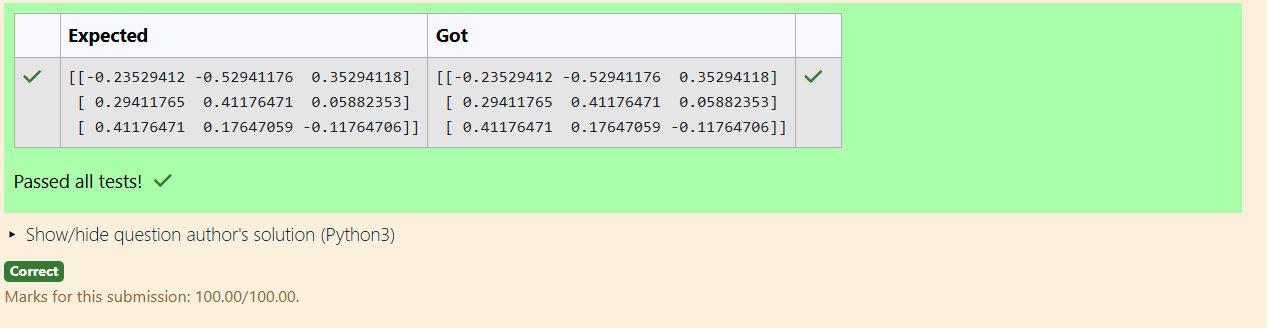 Expected Got
[[-0.23529412 -0.52941176  0.35294118] [[-0.23529412 -0.52941176  0.35294118]
[ 0.29411765  0.41176471  0.05882353] [ 0.29411765  0.41176471  0.05882353]
[ 0.41176471  0.17647059 -0.11764706]] [ 0.41176471  0.17647059 -0.11764706]]
Passed all tests!
Show/hide question author's solution (Python3)
Correct
Marks for this submission: 100.00/100.00.